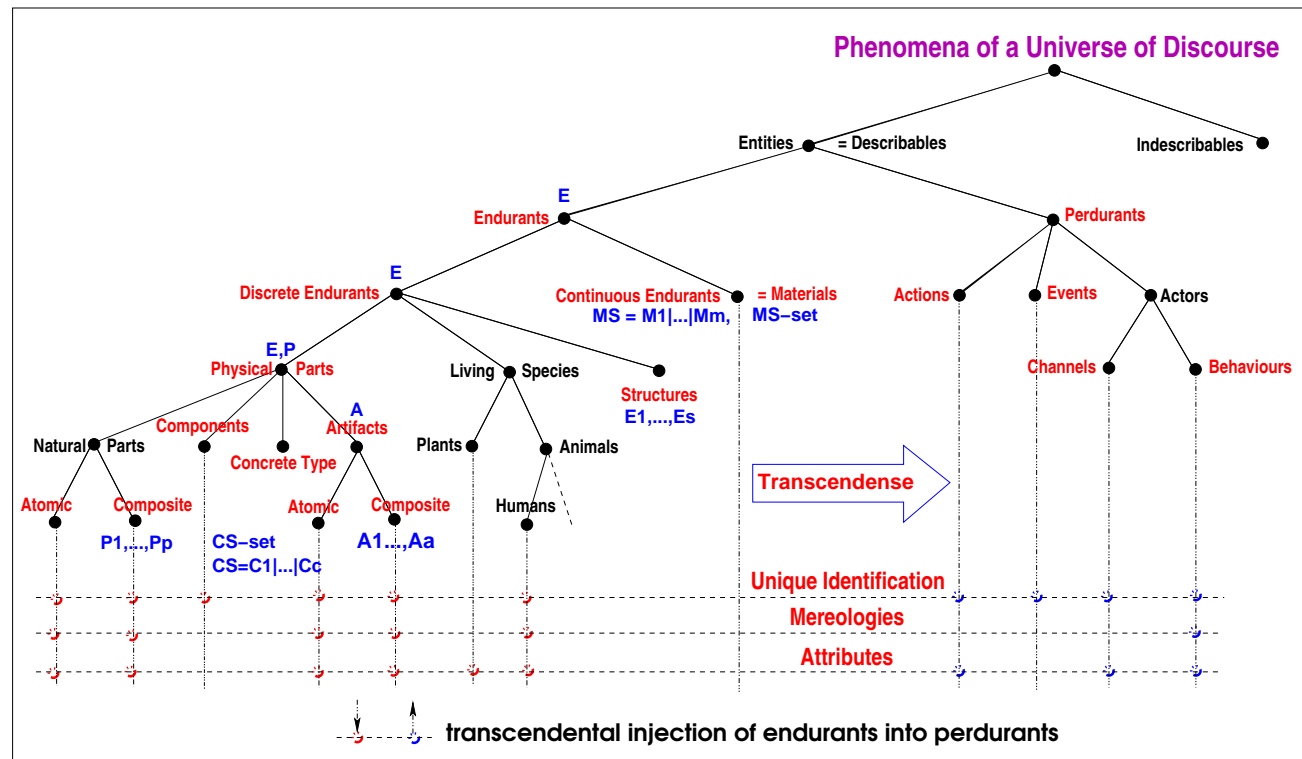 Phenomena of a Universe of Discourse
Entities = Describables
Indescribables
E
Endurants
Perdurants
E
Discrete Endurants
Continuous Endurants = Materials
MS = M1|...|Mm, MS-set
Actions
Events
Actors
E,P
Physical Parts
Living Species
Structures
E1,...,Es
Channels
Behaviours
A
Components
Artifacts
Natural Parts
Concrete Type
Plants
Animals
Transcendense
Atomic
Composite
Atomic
Composite
Humans
P1,...,Pp
CS-set
CS=C1|...|Cc
A1...,Aa
Unique Identification
Mereologies
Attributes
transcendental injection of endurants into perdurants